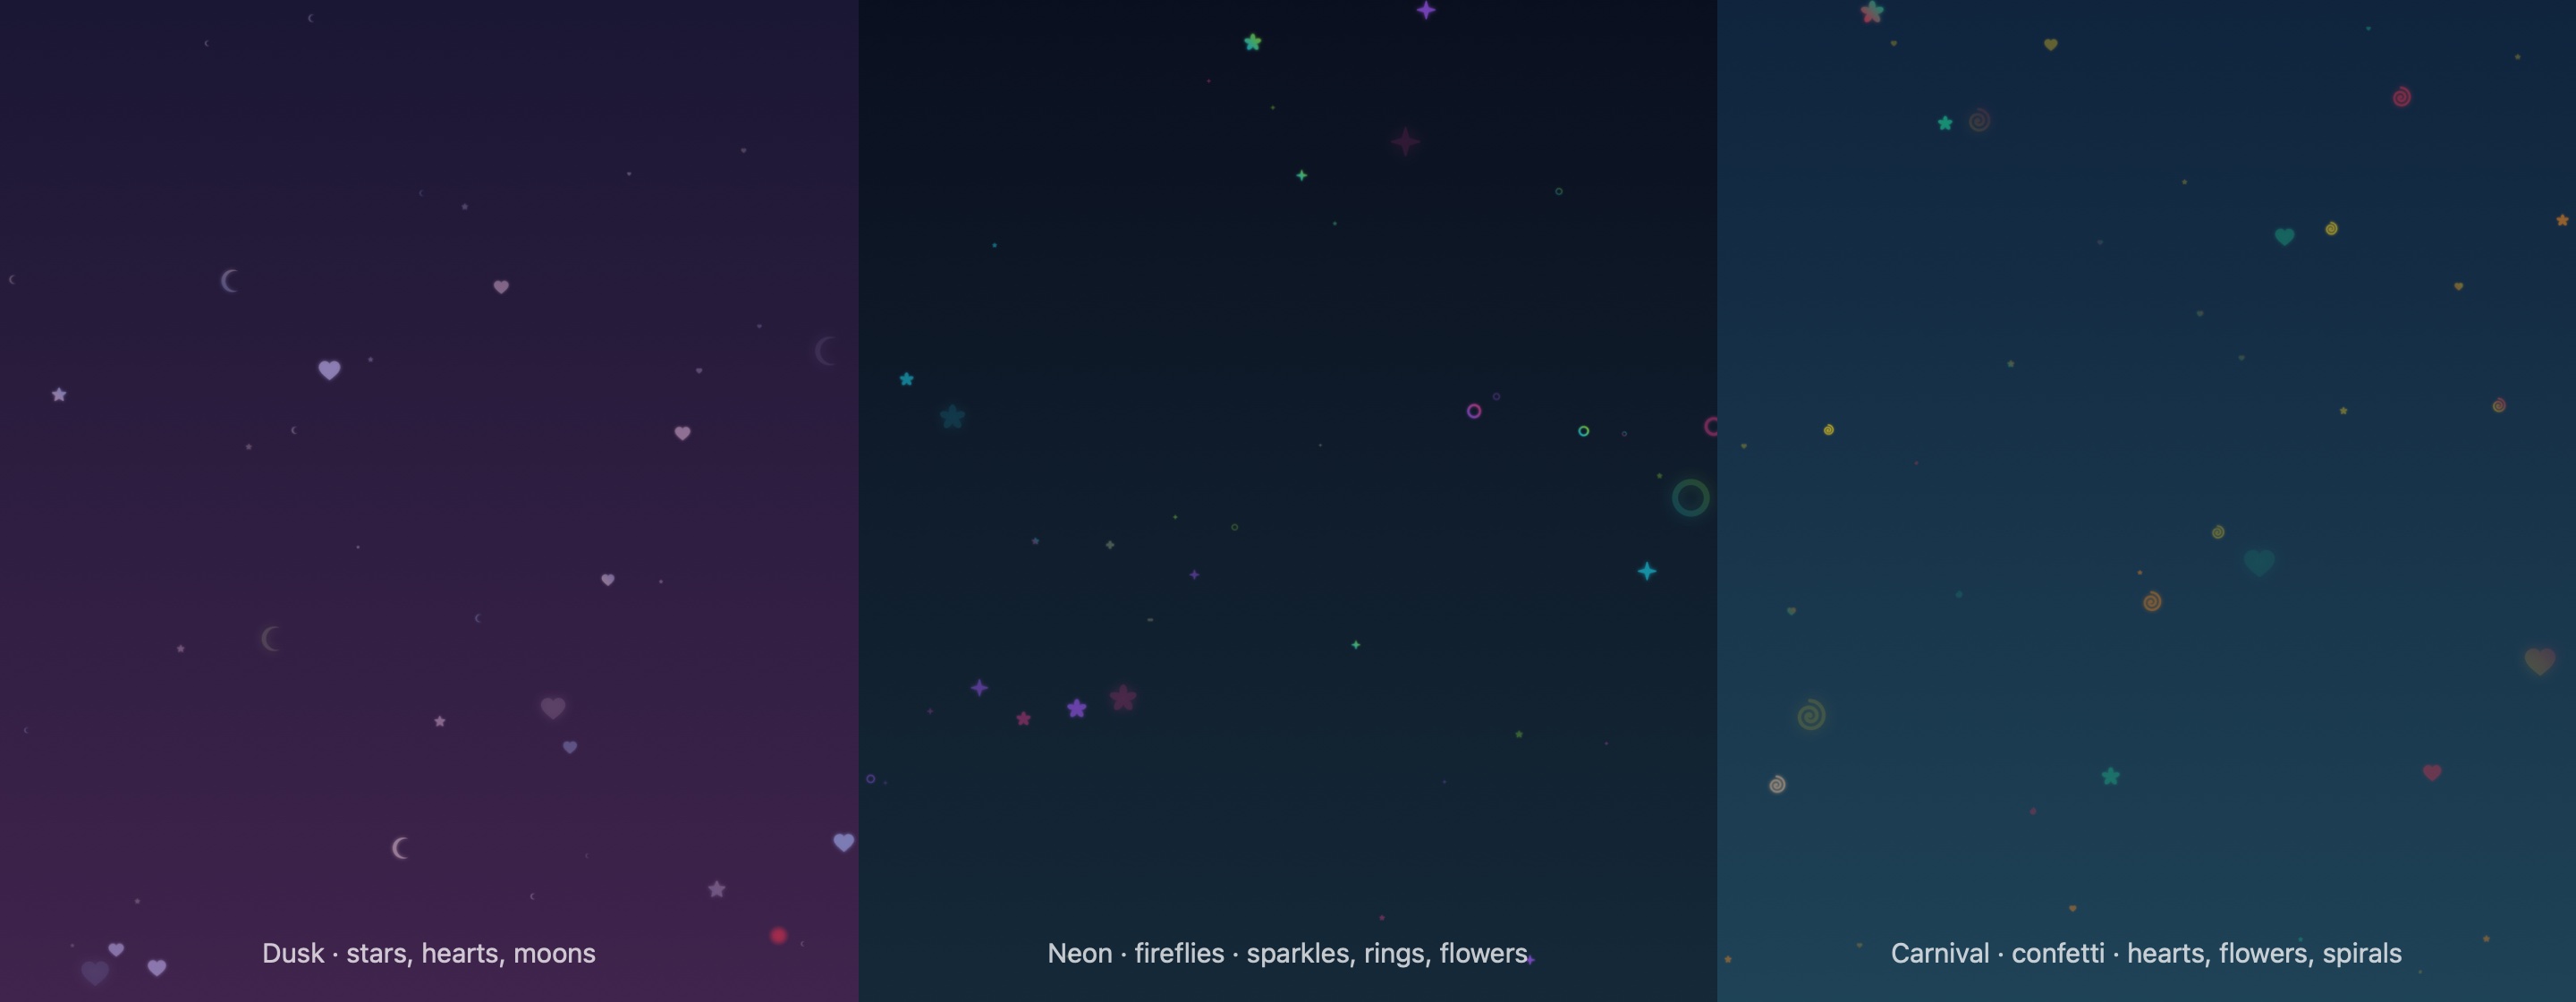 Dusk · stars, hearts, moons
Neon · fireflies · sparkles, rings, flowers
Carnival · confetti · hearts, flowers, spirals